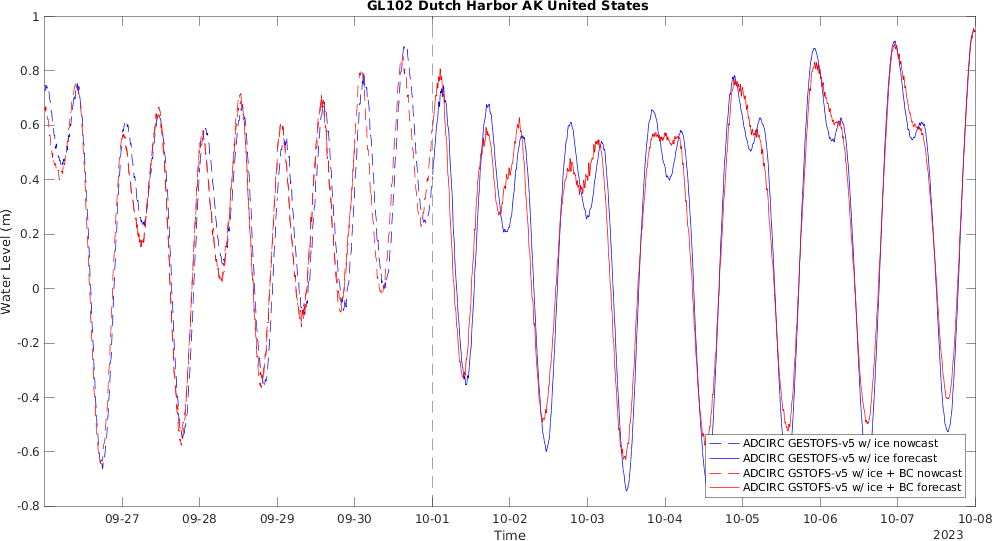 GL102 Dutch Harbor AK United States
1
0.8
0.6
0.4
0.2
0
-0.2
-0.4
-0.6
-0.8
Water Level (m)
ADCIRC GESTOFS-v5 w/ ice nowcast
ADCIRC GESTOFS-v5 w/ ice forecast
ADCIRC GSTOFS-v5 w/ ice + BC nowcast
ADCIRC GSTOFS-v5 w/ ice + BC forecast
09-27 09-28 09-29 09-30 10-01 10-02 10-03 10-04 10-05 10-06 10-07 10-08
Time
2023